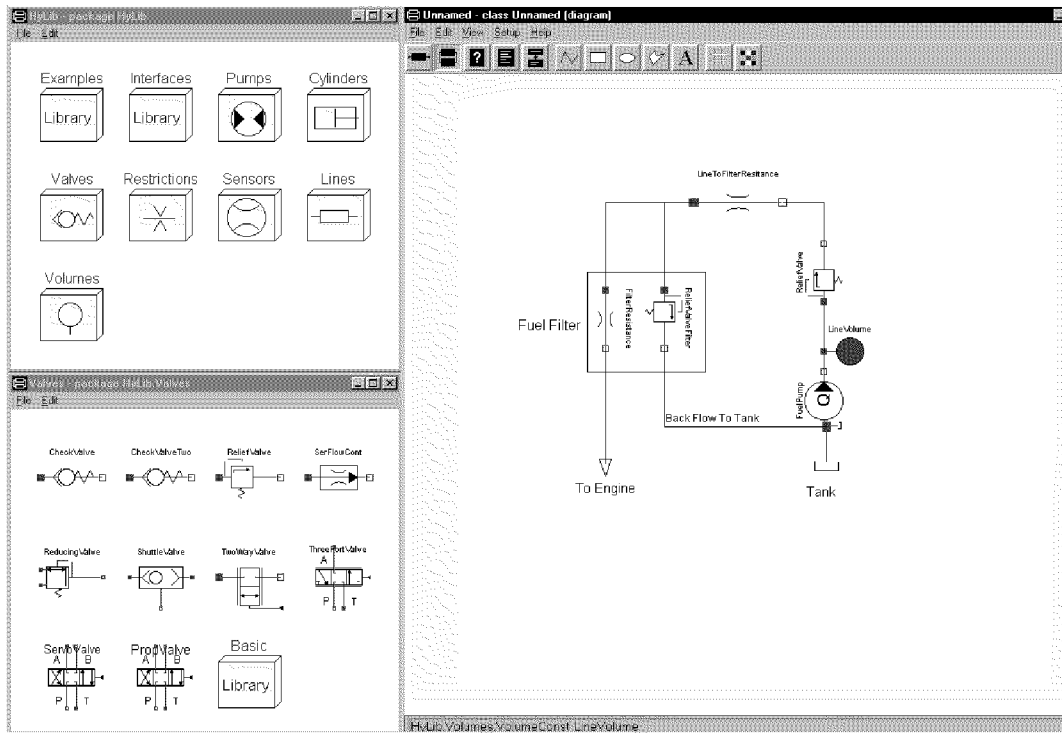 HyLib - package HyLib
File Edit
Examples Interfaces Pumps Cylinders
Library Library
Valves Restrictions Sensors Lines
Volumes
Valves - package HyLib.Valves
File Edit
CheckValve CheckValveTwo ReliefValve SerFlowCont
ReducingValve ShuttleValve TwoWayValve ThreePortValve
A
P T
ServoValve PropValve Basic
A B A B
Library
P T P T
Unnamed - class Unnamed (diagram)
File Edit View Setup Help
? A
LineToFilterResitance
ReliefValve
FilterResistance
ReliefValveFilter
Fuel Filter
LineVolume
FuelPump
Q
Back Flow To Tank
To Engine
Tank
HyLib.Volumes.VolumeConst LineVolume